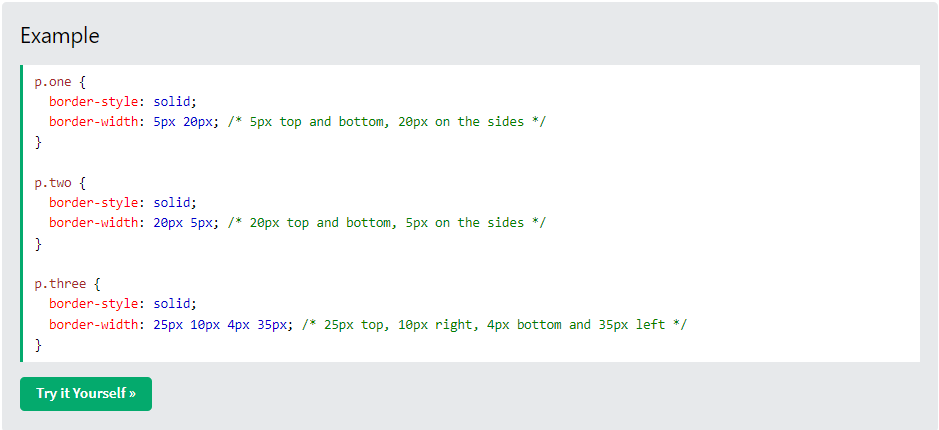 Example
p.one {
  border-style: solid;
  border-width: 5px 20px; /* 5px top and bottom, 20px on the sides */
}
p.two {
  border-style: solid;
  border-width: 20px 5px; /* 20px top and bottom, 5px on the sides */
}
p.three {
  border-style: solid;
  border-width: 25px 10px 4px 35px; /* 25px top, 10px right, 4px bottom and 35px left */
}
Try it Yourself »